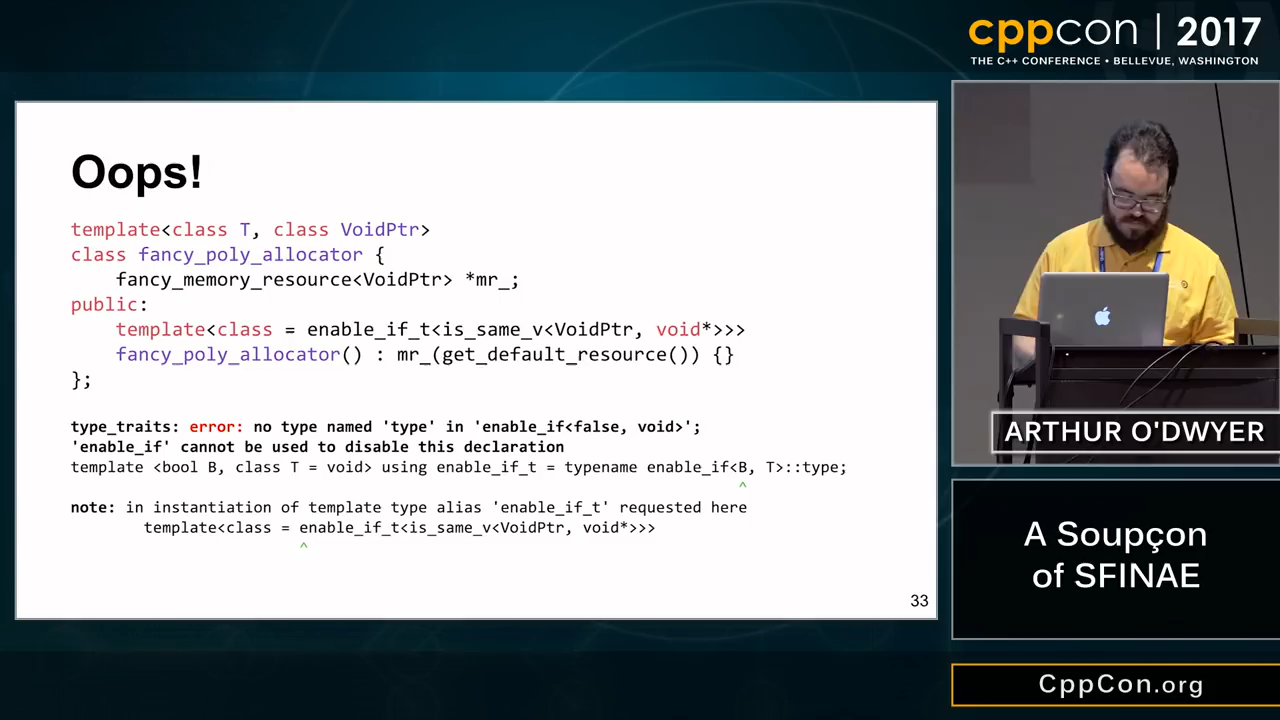 cppcon | 2017
THE C++ CONFERENCE • BELLEVUE, WASHINGTON
Oops!
template<class T, class VoidPtr>
class fancy_poly_allocator {
    fancy_memory_resource<VoidPtr> *mr_;
public:
    template<class = enable_if_t<is_same_v<VoidPtr, void*>>>
    fancy_poly_allocator() : mr_(get_default_resource()) {}
};
type_traits: error: no type named 'type' in 'enable_if<false, void>';
'enable_if' cannot be used to disable this declaration
template <bool B, class T = void> using enable_if_t = typename enable_if<B, T>::type;
^
note: in instantiation of template type alias 'enable_if_t' requested here
template<class = enable_if_t<is_same_v<VoidPtr, void*>>>
^
33
ARTHUR O'DWYER
A Soupçon
of SFINAE
CppCon.org